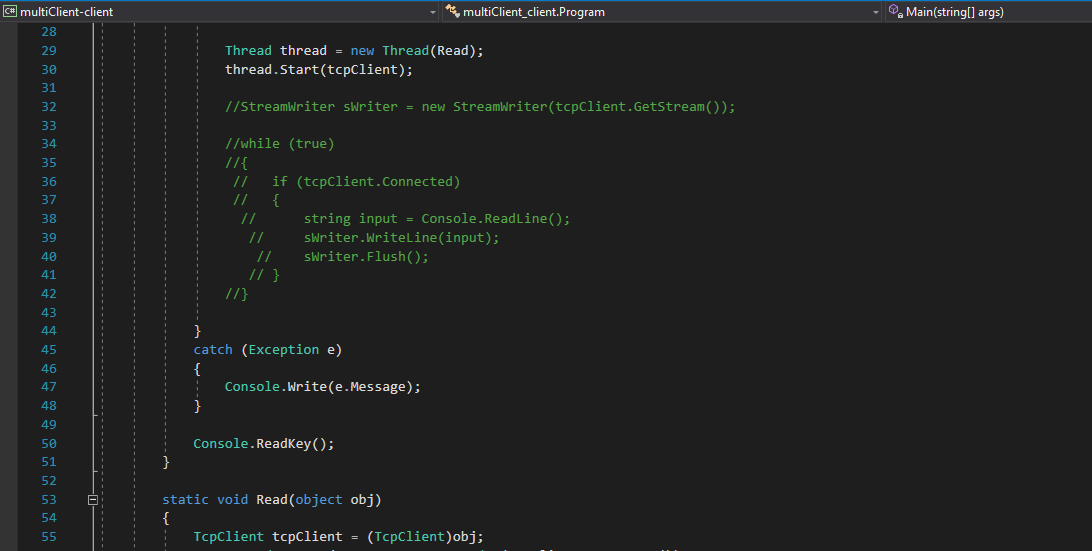 C# multiClient-client multiClient_client.Program Main(string[] args)
28
29 Thread thread = new Thread(Read);
30 thread.Start(tcpClient);
31
32 //StreamWriter sWriter = new StreamWriter(tcpClient.GetStream());
33
34 //while (true)
35 //{
36 // if (tcpClient.Connected)
37 // {
38 // string input = Console.ReadLine();
39 // sWriter.WriteLine(input);
40 // sWriter.Flush();
41 // }
42 //}
43
44 }
45 catch (Exception e)
46 {
47 Console.Write(e.Message);
48 }
49
50 Console.ReadKey();
51 }
52
53 static void Read(object obj)
54 {
55 TcpClient tcpClient = (TcpClient)obj;